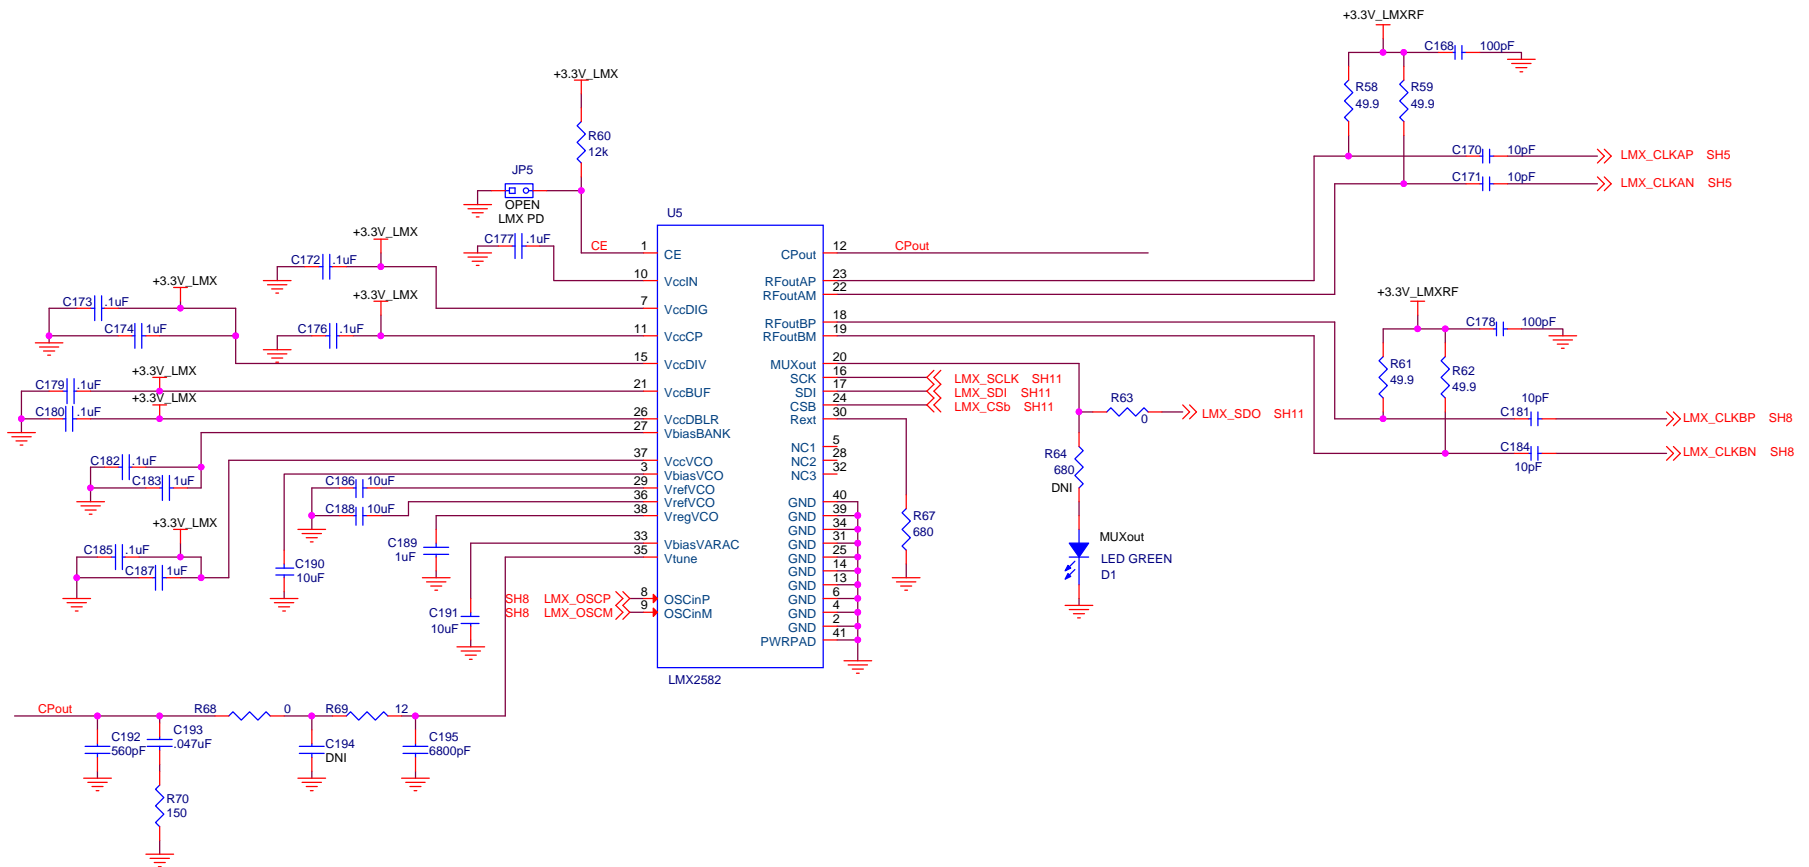 +3.3V_LMXRF
C168 100pF
R58 49.9
R59 49.9
+3.3V_LMX
R60
12k
JP5
OPEN
LMX PD
C170 10pF LMX_CLKAP SH5
C171 10pF LMX_CLKAN SH5
U5
C177 .1uF
CE 1 CE
CPout 12 CPout
+3.3V_LMX
C172 .1uF
10 VccIN
RFoutAP 23
RFoutAM 22
7 VccDIG
+3.3V_LMX
C173 .1uF
C174 1uF
+3.3V_LMX
C176 .1uF
11 VccCP
RFoutBP 18
RFoutBM 19
+3.3V_LMXRF
C178 100pF
R61
49.9
R62
49.9
15 VccDIV
MUXout 20
SCK 16 LMX_SCLK SH11
SDI 17 LMX_SDI SH11
CSB 24 LMX_CSb SH11
Rext 30
+3.3V_LMX
C179 .1uF
21 VccBUF
+3.3V_LMX
C180 .1uF
26 VccDBLR
27 VbiasBANK
R63
0
LMX_SDO SH11
10pF
C181 LMX_CLKBP SH8
C184 LMX_CLKBN SH8
10pF
NC1 5
NC2 28
NC3 32
C182 .1uF
C183 1uF
37 VccVCO
3 VbiasVCO
29 VrefVCO
36 VrefVCO
38 VregVCO
C186 10uF
C188 10uF
R64
680
DNI
GND 40
GND 39
GND 34
GND 31
GND 25
GND 14
GND 13
GND 6
GND 4
GND 2
PWRPAD 41
R67
680
+3.3V_LMX
C185 .1uF
C187 1uF
C189
1uF
33 VbiasVARAC
35 Vtune
MUXout
LED GREEN
D1
C190
10uF
SH8 LMX_OSCP 8 OSCinP
SH8 LMX_OSCM 9 OSCinM
C191
10uF
LMX2582
CPout
R68 0
R69 12
C192
560pF
C193
.047uF
C194
DNI
C195
6800pF
R70
150